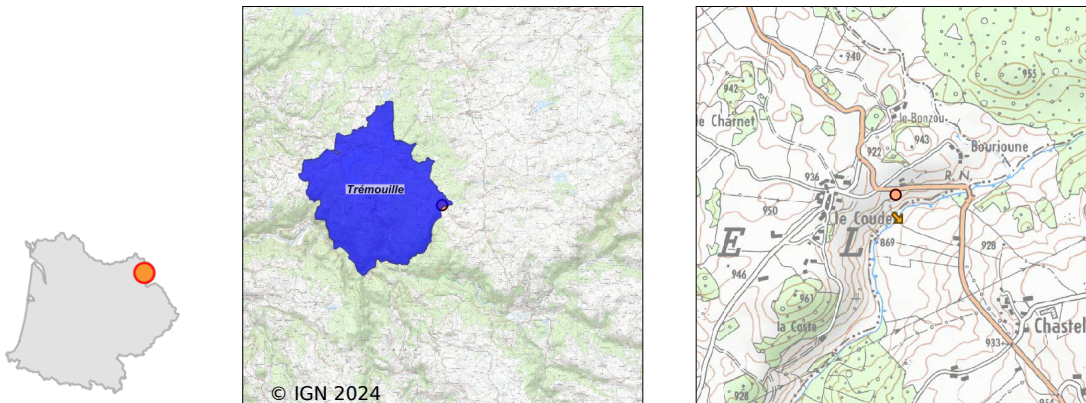 Trémouille
© IGN 2024
940
955
942
le Bonzou
le Charnet
943
922
Bourioune
936
R.N.
950
le Coude
E
L
869
928
946
961
la Coste
Chastel
933
928